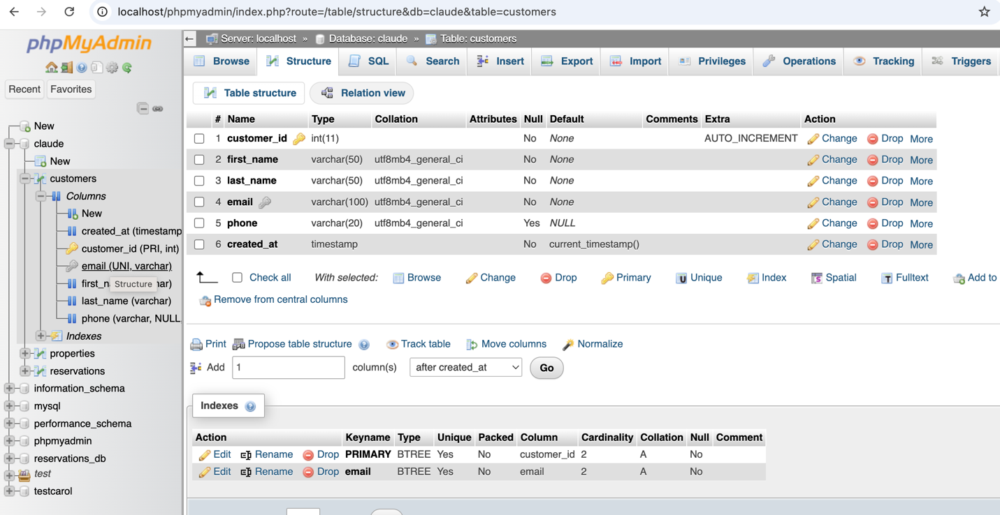 localhost/phpmyadmin/index.php?route=/table/structure&db=claude&table=customers
phpMyAdmin
Recent Favorites
New
claude
New
customers
Columns
New
created_at (timestamp
customer_id (PRI, int)
email (UNI, varchar)
first_n Structure ar)
last_name (varchar)
phone (varchar, NULL
Indexes
properties
reservations
information_schema
mysql
performance_schema
phpmyadmin
reservations_db
test
testcarol
Server: localhost » Database: claude » Table: customers
Browse Structure SQL Search Insert Export Import Privileges Operations Tracking Triggers
Table structure Relation view
# Name Type Collation Attributes Null Default Comments Extra Action
1 customer_id int(11) No None AUTO_INCREMENT Change Drop More
2 first_name varchar(50) utf8mb4_general_ci No None Change Drop More
3 last_name varchar(50) utf8mb4_general_ci No None Change Drop More
4 email varchar(100) utf8mb4_general_ci No None Change Drop More
5 phone varchar(20) utf8mb4_general_ci Yes NULL Change Drop More
6 created_at timestamp No current_timestamp() Change Drop More
Check all With selected: Browse Change Drop Primary Unique Index Spatial Fulltext Add to
Remove from central columns
Print Propose table structure Track table Move columns Normalize
Add 1 column(s) after created_at Go
Indexes
Action Keyname Type Unique Packed Column Cardinality Collation Null Comment
Edit Rename Drop PRIMARY BTREE Yes No customer_id 2 A No
Edit Rename Drop email BTREE Yes No email 2 A No